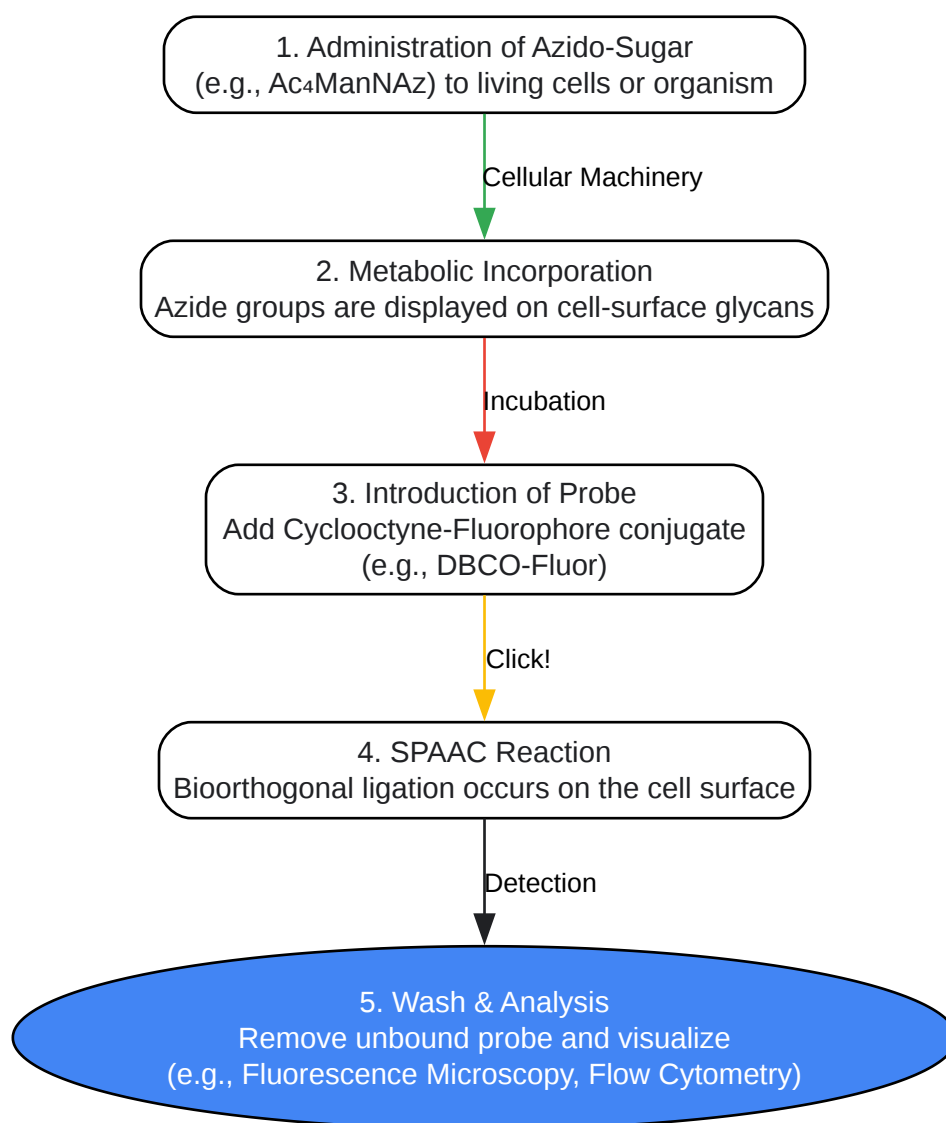 1. Administration of Azido-Sugar
(e.g., Ac₄ManNAz) to living cells or organism
Cellular Machinery
2. Metabolic Incorporation
Azide groups are displayed on cell-surface glycans
Incubation
3. Introduction of Probe
Add Cyclooctyne-Fluorophore conjugate
(e.g., DBCO-Fluor)
Click!
4. SPAAC Reaction
Bioorthogonal ligation occurs on the cell surface
Detection
5. Wash & Analysis
Remove unbound probe and visualize
(e.g., Fluorescence Microscopy, Flow Cytometry)